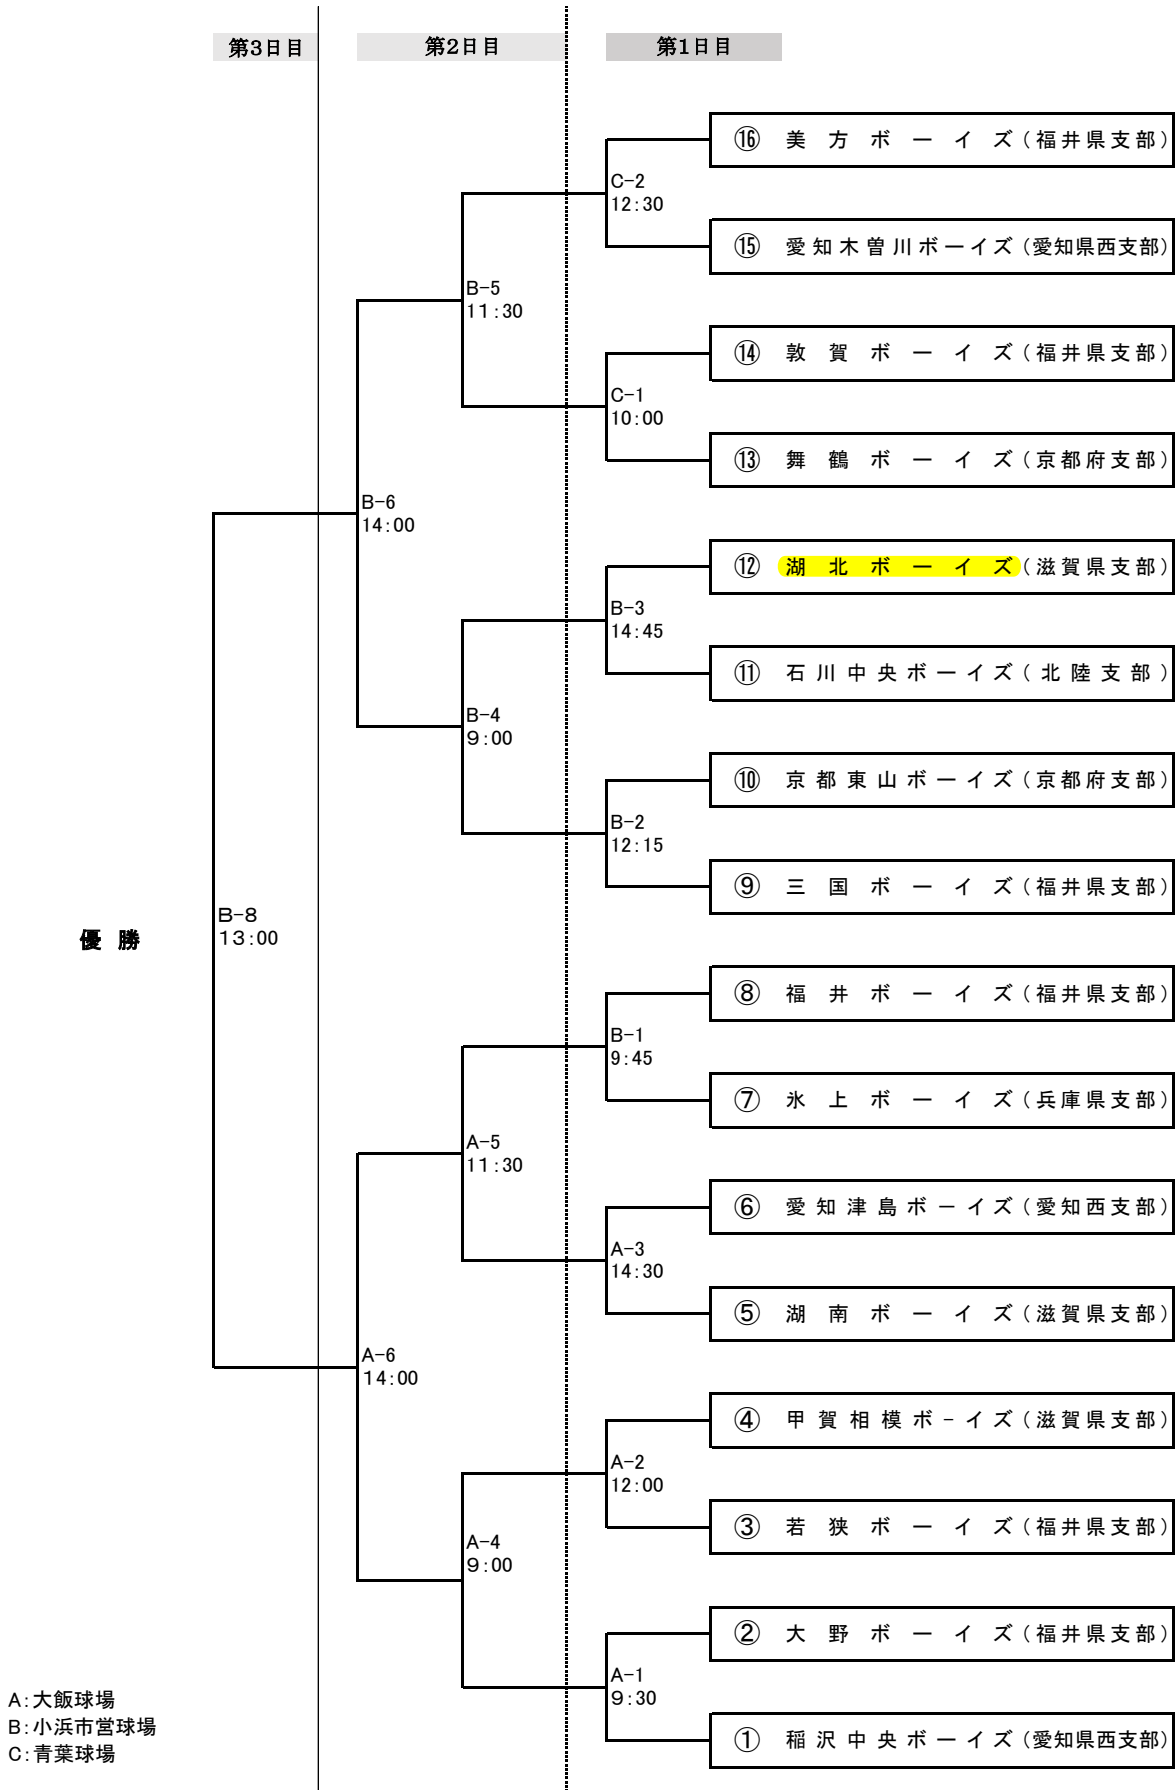 第3日目 第2日目 第1日目
⑯ 美方ボーイズ(福井県支部)
C-2
12:30
⑮ 愛知木曽川ボーイズ(愛知県西支部)
B-5
11:30
⑭ 敦賀ボーイズ(福井県支部)
C-1
10:00
⑬ 舞鶴ボーイズ(京都府支部)
B-6
14:00
⑫ 湖北ボーイズ(滋賀県支部)
B-3
14:45
⑪ 石川中央ボーイズ(北陸支部)
B-4
9:00
⑩ 京都東山ボーイズ(京都府支部)
B-2
12:15
⑨ 三国ボーイズ(福井県支部)
B-8
13:00
優勝
⑧ 福井ボーイズ(福井県支部)
B-1
9:45
⑦ 氷上ボーイズ(兵庫県支部)
A-5
11:30
⑥ 愛知津島ボーイズ(愛知西支部)
A-3
14:30
⑤ 湖南ボーイズ(滋賀県支部)
A-6
14:00
④ 甲賀相模ボ-イズ(滋賀県支部)
A-2
12:00
③ 若狭ボーイズ(福井県支部)
A-4
9:00
② 大野ボーイズ(福井県支部)
A-1
9:30
① 稲沢中央ボーイズ(愛知県西支部)
A:大飯球場
B:小浜市営球場
C:青葉球場